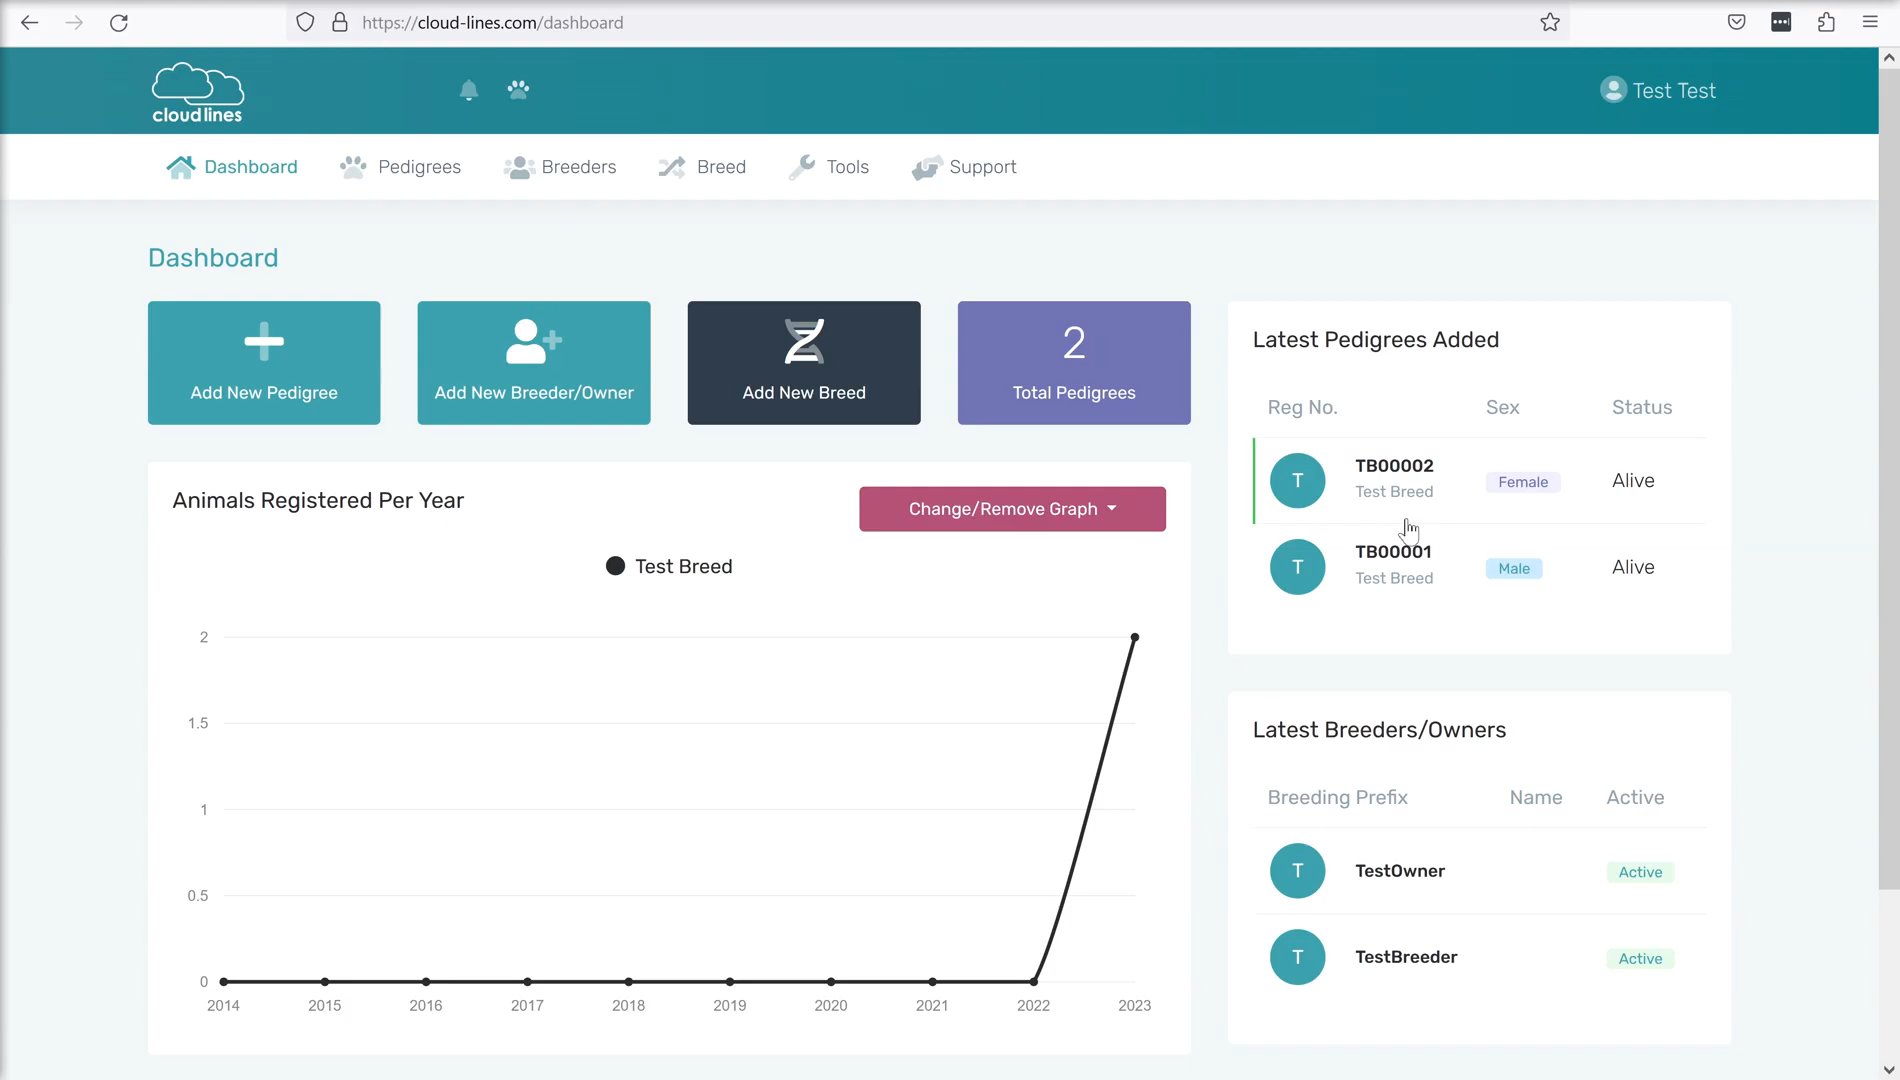 https://cloud-lines.com/dashboard
cloudlines
Test Test
Dashboard
Pedigrees
Breeders
Breed
Tools
Support
Dashboard
Add New Pedigree
Add New Breeder/Owner
Add New Breed
2
Total Pedigrees
Animals Registered Per Year
Change/Remove Graph
Test Breed
2
1.5
1
0.5
0
2014 2015 2016 2017 2018 2019 2020 2021 2022 2023
Latest Pedigrees Added
Reg No. Sex Status
T TB00002 Female Alive
Test Breed
T TB00001 Male Alive
Test Breed
Latest Breeders/Owners
Breeding Prefix Name Active
T TestOwner Active
T TestBreeder Active